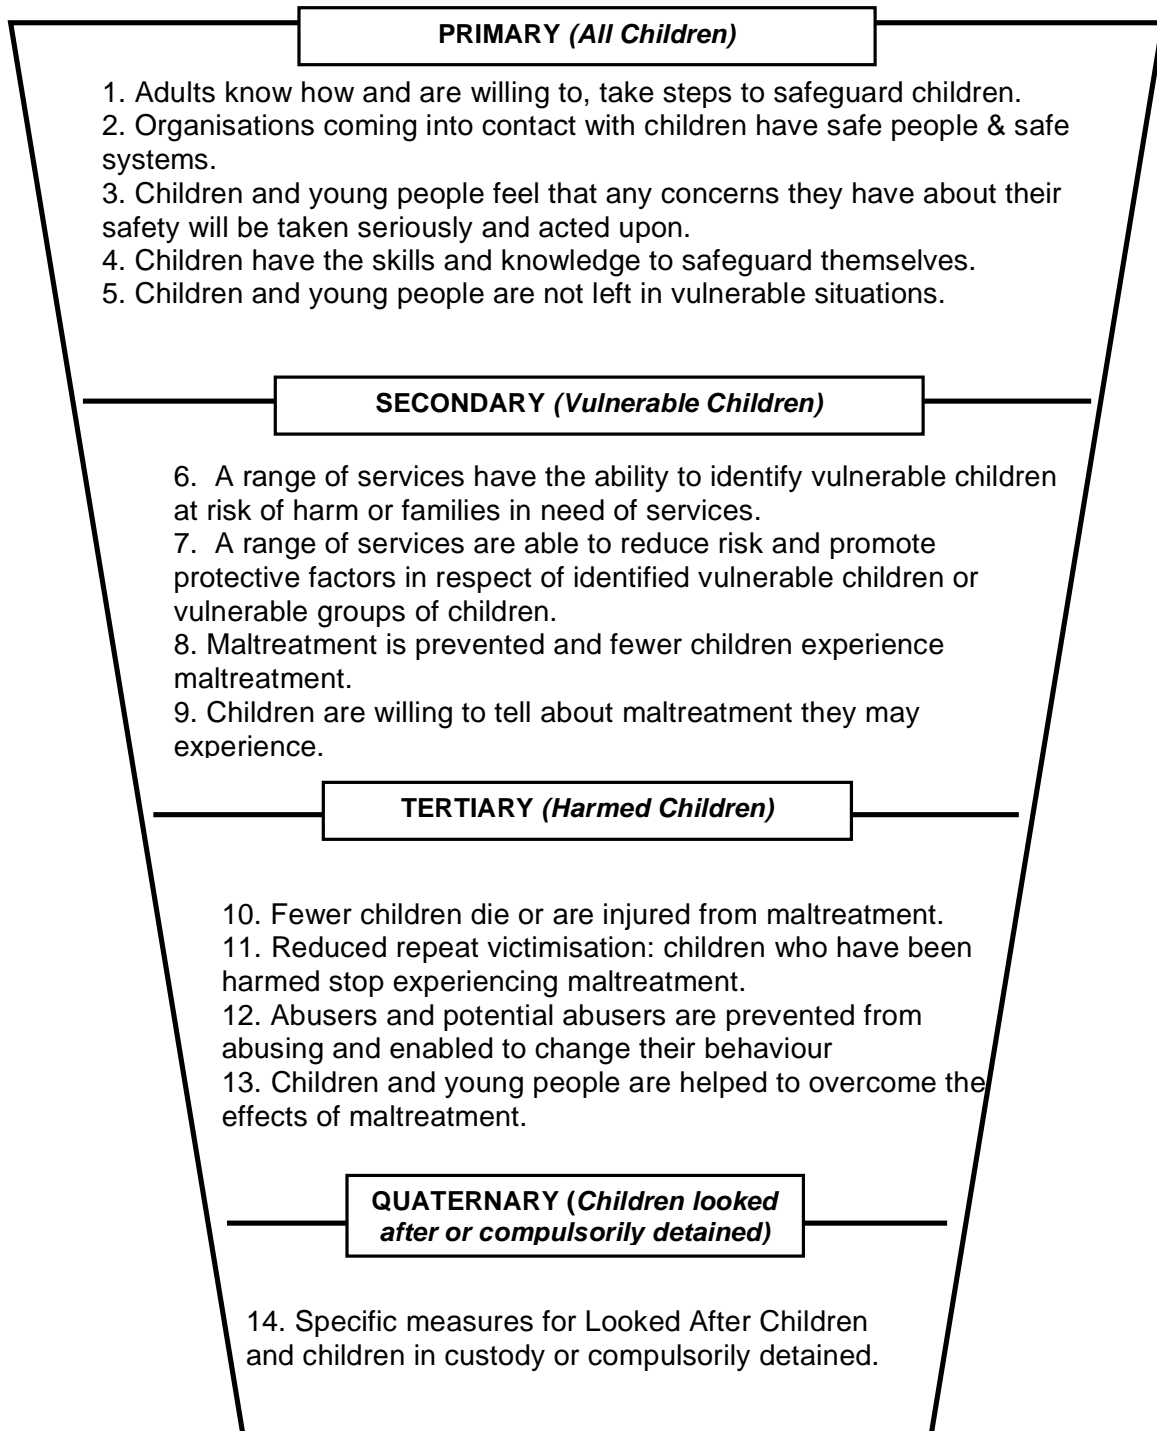 PRIMARY (All Children)
1. Adults know how and are willing to, take steps to safeguard children.
2. Organisations coming into contact with children have safe people & safe
systems.
3. Children and young people feel that any concerns they have about their
safety will be taken seriously and acted upon.
4. Children have the skills and knowledge to safeguard themselves.
5. Children and young people are not left in vulnerable situations.
SECONDARY (Vulnerable Children)
6.  A range of services have the ability to identify vulnerable children
at risk of harm or families in need of services.
7.  A range of services are able to reduce risk and promote
protective factors in respect of identified vulnerable children or
vulnerable groups of children.
8. Maltreatment is prevented and fewer children experience
maltreatment.
9. Children are willing to tell about maltreatment they may
experience.
TERTIARY (Harmed Children)
10. Fewer children die or are injured from maltreatment.
11. Reduced repeat victimisation: children who have been
harmed stop experiencing maltreatment.
12. Abusers and potential abusers are prevented from
abusing and enabled to change their behaviour
13. Children and young people are helped to overcome the
effects of maltreatment.
QUATERNARY (Children looked
after or compulsorily detained)
14. Specific measures for Looked After Children
and children in custody or compulsorily detained.